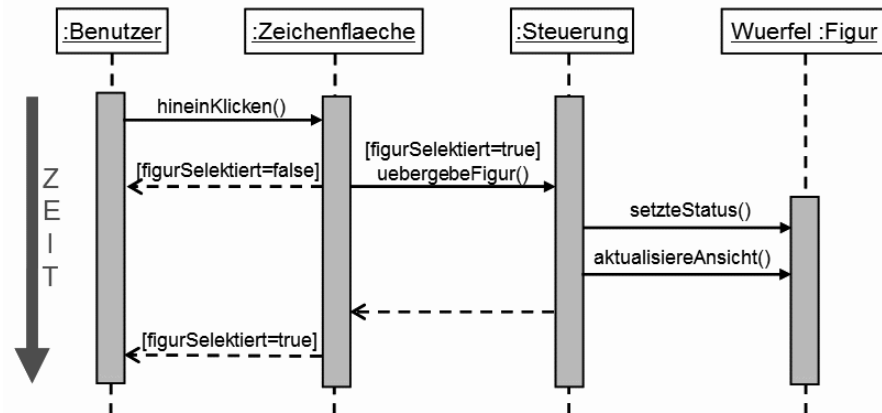 :Benutzer
:Zeichenflaeche
:Steuerung
Wuerfel :Figur
hineinKlicken()
[figurSelektiert=true]
[figurSelektiert=false]
uebergebeFigur()
setzteStatus()
aktualisiereAnsicht()
[figurSelektiert=true]
Z
E
I
T